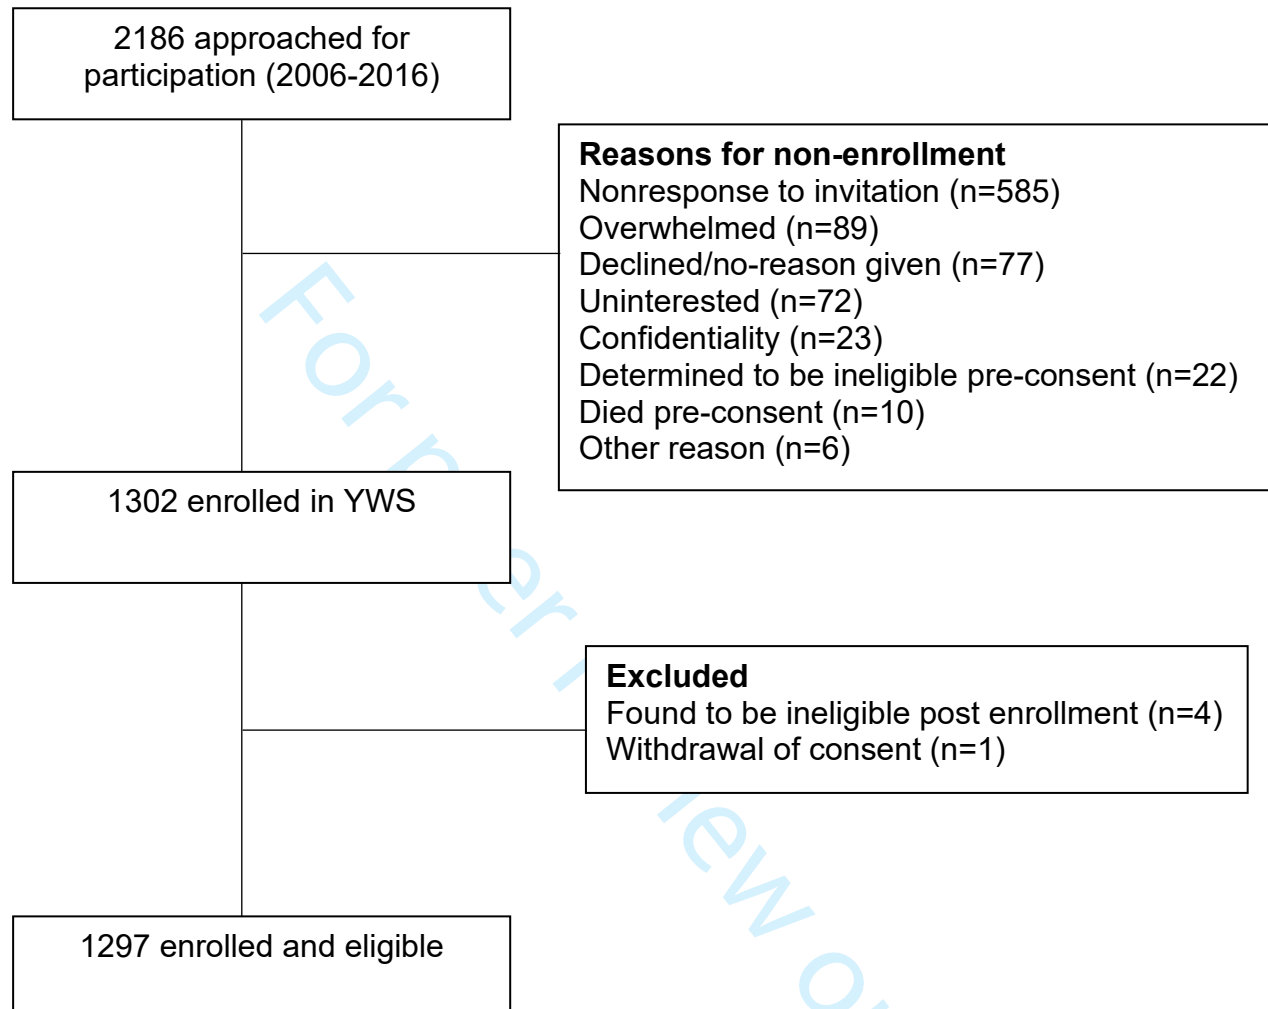 2186 approached for
participation (2006-2016)
Reasons for non-enrollment
Nonresponse to invitation (n=585)
Overwhelmed (n=89)
Declined/no-reason given (n=77)
Uninterested (n=72)
Confidentiality (n=23)
Determined to be ineligible pre-consent (n=22)
Died pre-consent (n=10)
Other reason (n=6)
1302 enrolled in YWS
Excluded
Found to be ineligible post enrollment (n=4)
Withdrawal of consent (n=1)
1297 enrolled and eligible
For